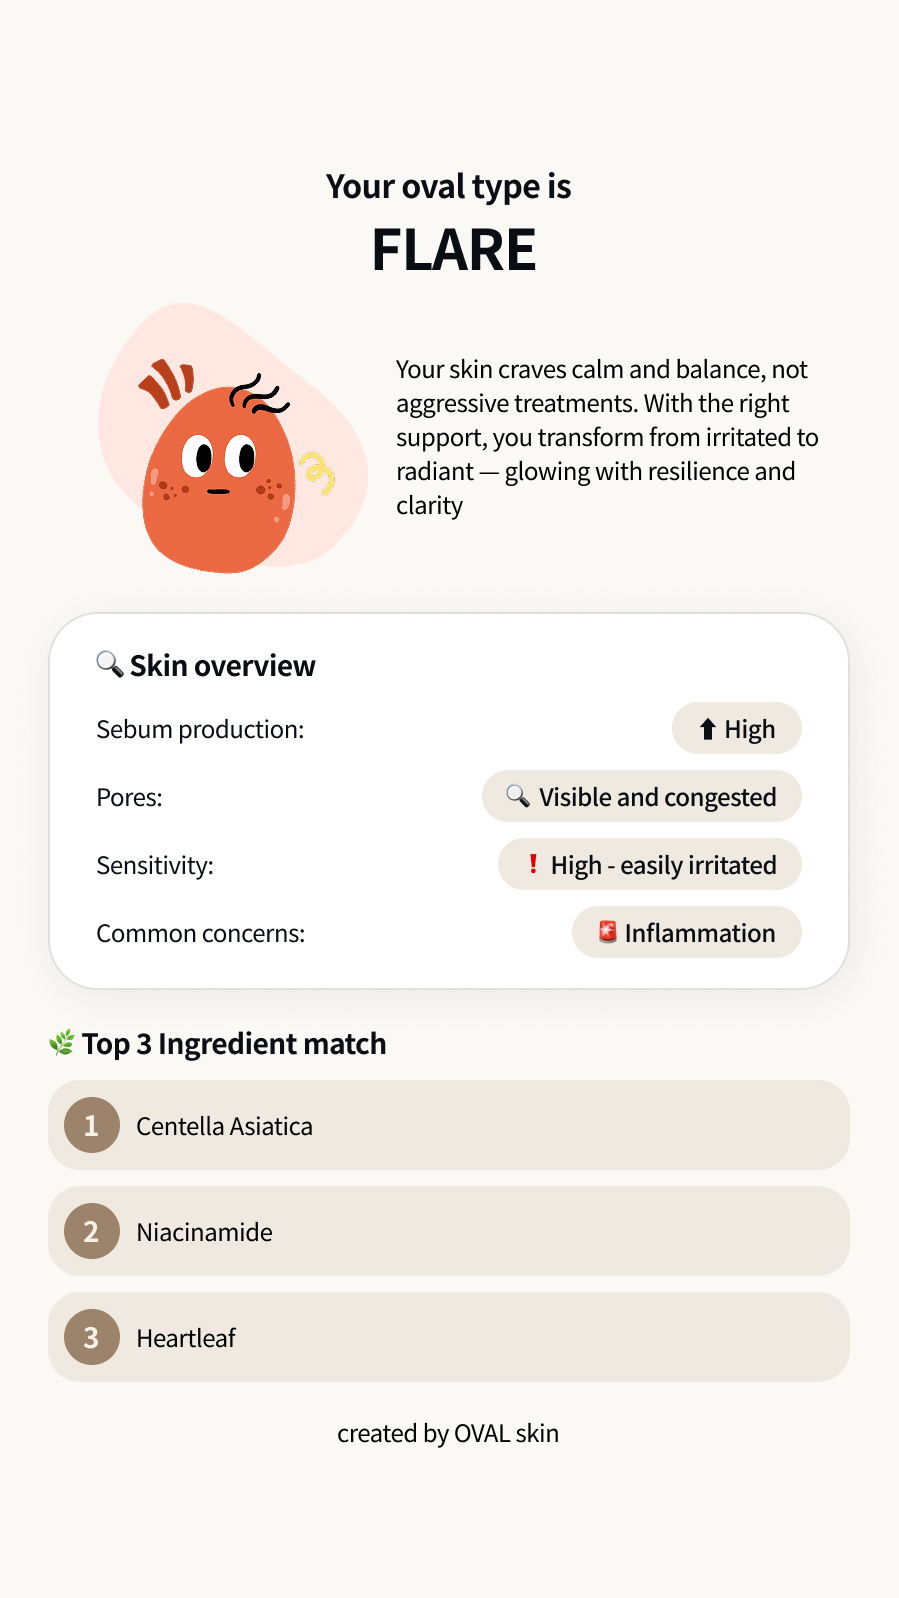 Your oval type is
FLARE
Your skin craves calm and balance, not
aggressive treatments. With the right
support, you transform from irritated to
radiant — glowing with resilience and
clarity
🔍 Skin overview
Sebum production:
⬆ High
Pores:
🔍 Visible and congested
Sensitivity:
❗ High - easily irritated
Common concerns:
🚨 Inflammation
🌿 Top 3 Ingredient match
1 Centella Asiatica
2 Niacinamide
3 Heartleaf
created by OVAL skin